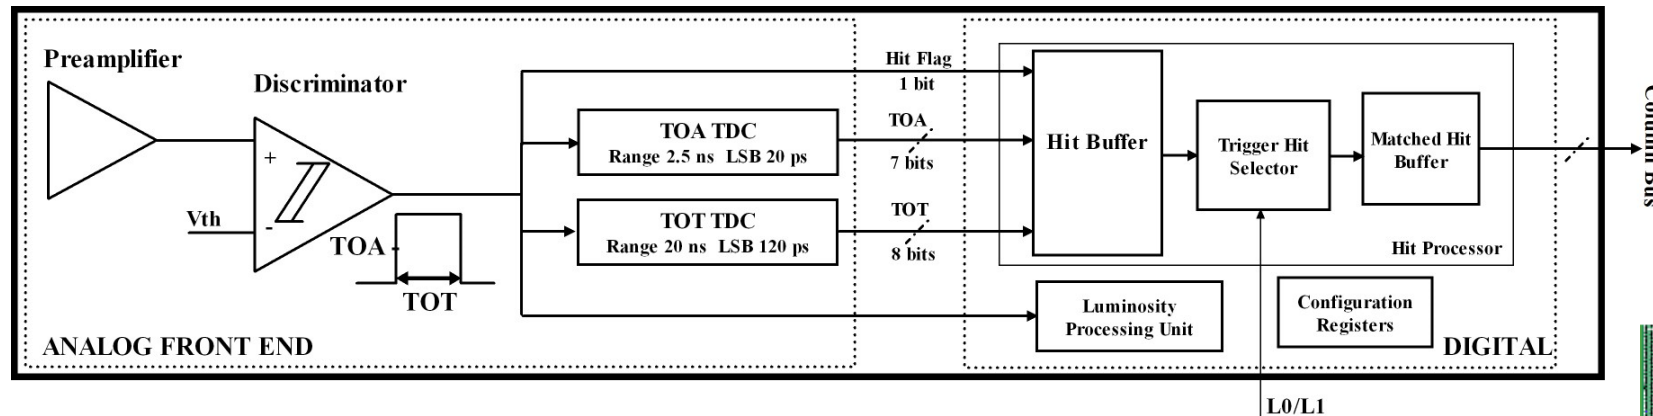 Preamplifier
Discriminator
+
-
Vth
TOA
TOT
TOA TDC
Range 2.5 ns LSB 20 ps
TOT TDC
Range 20 ns LSB 120 ps
Hit Flag
1 bit
TOA
7 bits
TOT
8 bits
Hit Buffer
Trigger Hit
Selector
Matched Hit
Buffer
Hit Processor
Luminosity
Processing Unit
Configuration
Registers
ANALOG FRONT END
DIGITAL
L0/L1
Column Bus